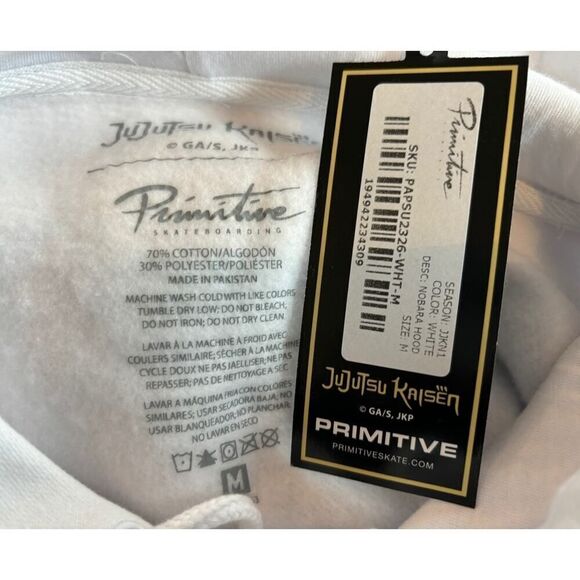 JuJuTsu Kaisen
© GA/S, JKP
Primitive
SKATEBOARDING
70% COTTON/ALGODÓN
30% POLYESTER/POLIÉSTER
MADE IN PAKISTAN
MACHINE WASH COLD WITH LIKE COLORS
TUMBLE DRY LOW; DO NOT BLEACH,
DO NOT IRON; DO NOT DRY CLEAN
LAVAR À LA MACHINE A FROID AVEC
COULERS SIMILAIRE; SÉCHER À LA MACHINE
CYCLE DOUX NE PAS JAELLISER; NE PAS
REPASSER; NE PAS DE NETTOYAGE A SEC
LAVAR A MÁQUINA FRIA CON COLORES
SIMILARES; USAR SECADORA BAJA; NO
USAR BLANQUEADOR; NO PLANCHAR;
NO LAVAR EN SECO
M
Primitive
SKU: PAPSU2326-WHT-M
194942234309
SEASON: JJKN1
COLOR: WHITE
DESC: NOBARA HOOD
SIZE: M
JuJuTsu Kaisen
© GA/S, JKP
PRIMITIVE
PRIMITIVESKATE.COM